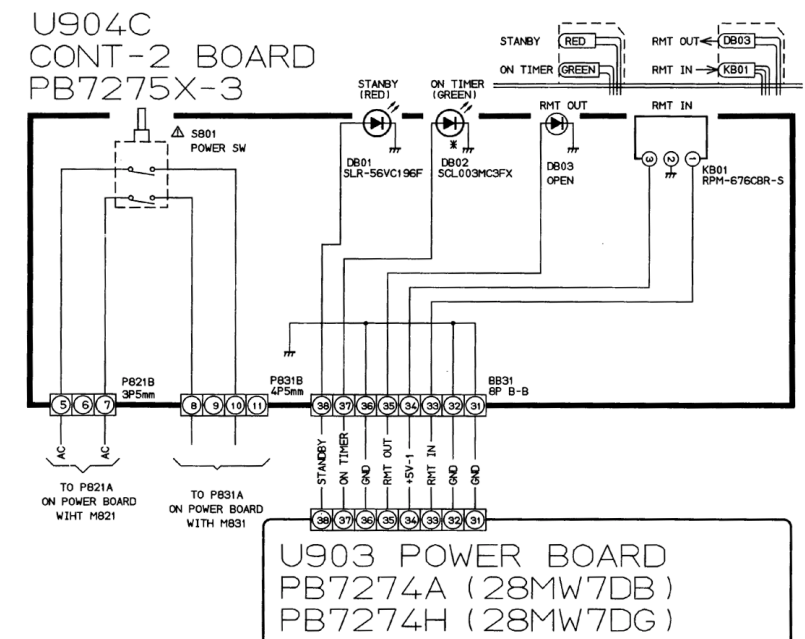 U904C
CONT-2 BOARD
PB7275X-3
STANBY RED
ON TIMER GREEN
RMT OUT DB03
RMT IN KB01
STANBY
(RED)
ON TIMER
(GREEN)
RMT OUT
RMT IN
S801
POWER SW
DB01
SLR-56VC196F
※
DB02
SCL003MC3FX
DB03
OPEN
3 2 1
KB01
RPM-676CBR-S
P821B
3P5mm
P831B
4P5mm
BB31
8P B-B
5 6 7
8 9 10 11
38 37 36 35 34 33 32 31
AC AC
STANDBY
ON TIMER
GND
RMT OUT
+5V-1
RMT IN
GND
GND
TO P821A
ON POWER BOARD
WIHT M821
TO P831A
ON POWER BOARD
WITH M831
38 37 36 35 34 33 32 31
U903 POWER BOARD
PB7274A (28MW7DB)
PB7274H (28MW7DG)